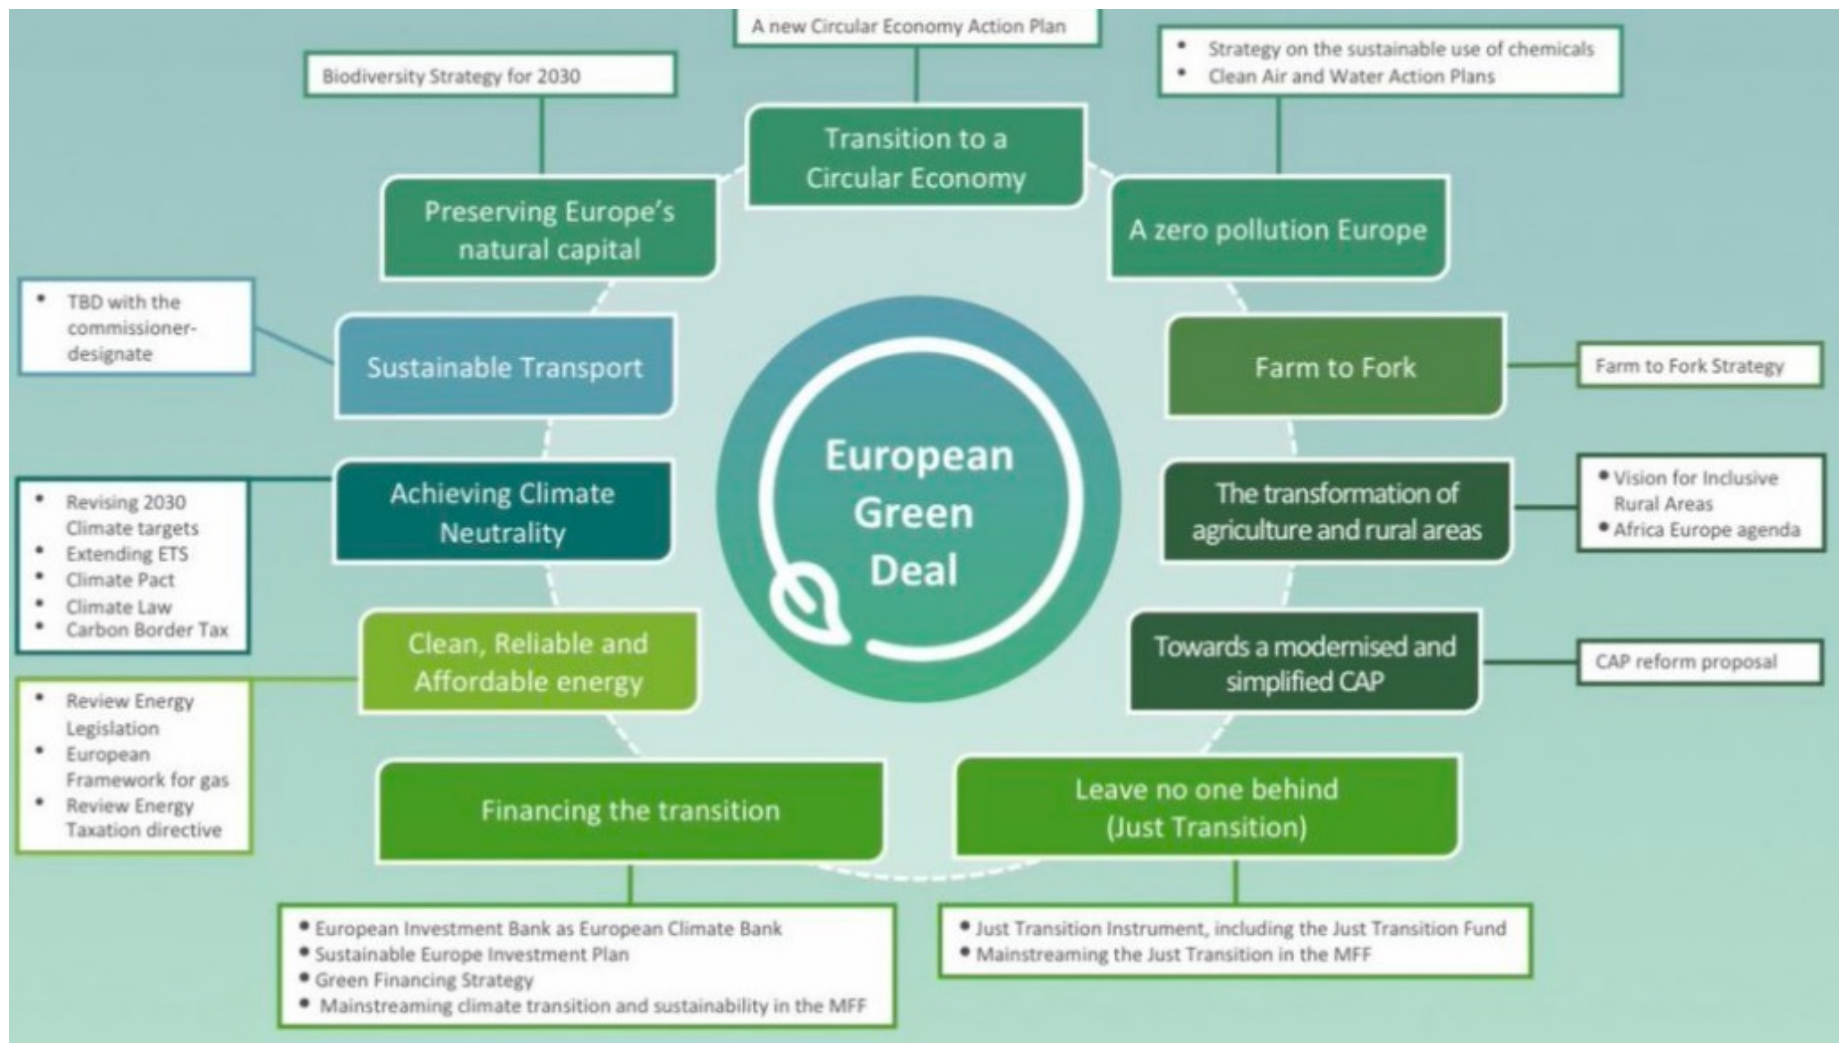 A new Circular Economy Action Plan
Biodiversity Strategy for 2030
• Strategy on the sustainable use of chemicals
• Clean Air and Water Action Plans
Transition to a
Circular Economy
Preserving Europe's
natural capital
A zero pollution Europe
• TBD with the
commissioner-
designate
Sustainable Transport
Farm to Fork
Farm to Fork Strategy
European
Green
Deal
Achieving Climate
Neutrality
• Revising 2030
Climate targets
• Extending ETS
• Climate Pact
• Climate Law
• Carbon Border Tax
The transformation of
agriculture and rural areas
• Vision for Inclusive
Rural Areas
• Africa Europe agenda
Clean, Reliable and
Affordable energy
• Review Energy
Legislation
• European
Framework for gas
• Review Energy
Taxation directive
Towards a modernised and
simplified CAP
CAP reform proposal
Financing the transition
Leave no one behind
(Just Transition)
• European Investment Bank as European Climate Bank
• Sustainable Europe Investment Plan
• Green Financing Strategy
• Mainstreaming climate transition and sustainability in the MFF
• Just Transition Instrument, including the Just Transition Fund
• Mainstreaming the Just Transition in the MFF